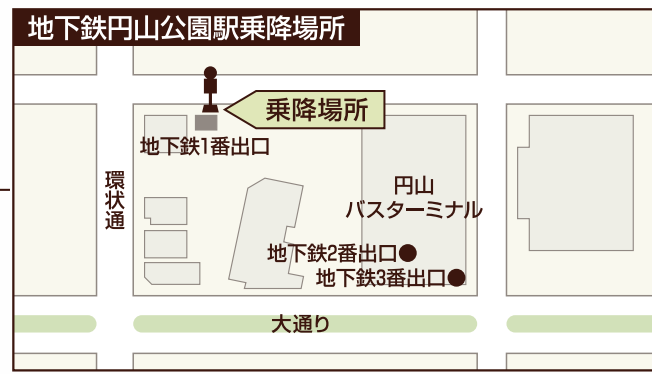 地下鉄円山公園駅乗降場所
乗降場所
地下鉄1番出口
環状通
円山
バスターミナル
地下鉄2番出口
地下鉄3番出口
大通り